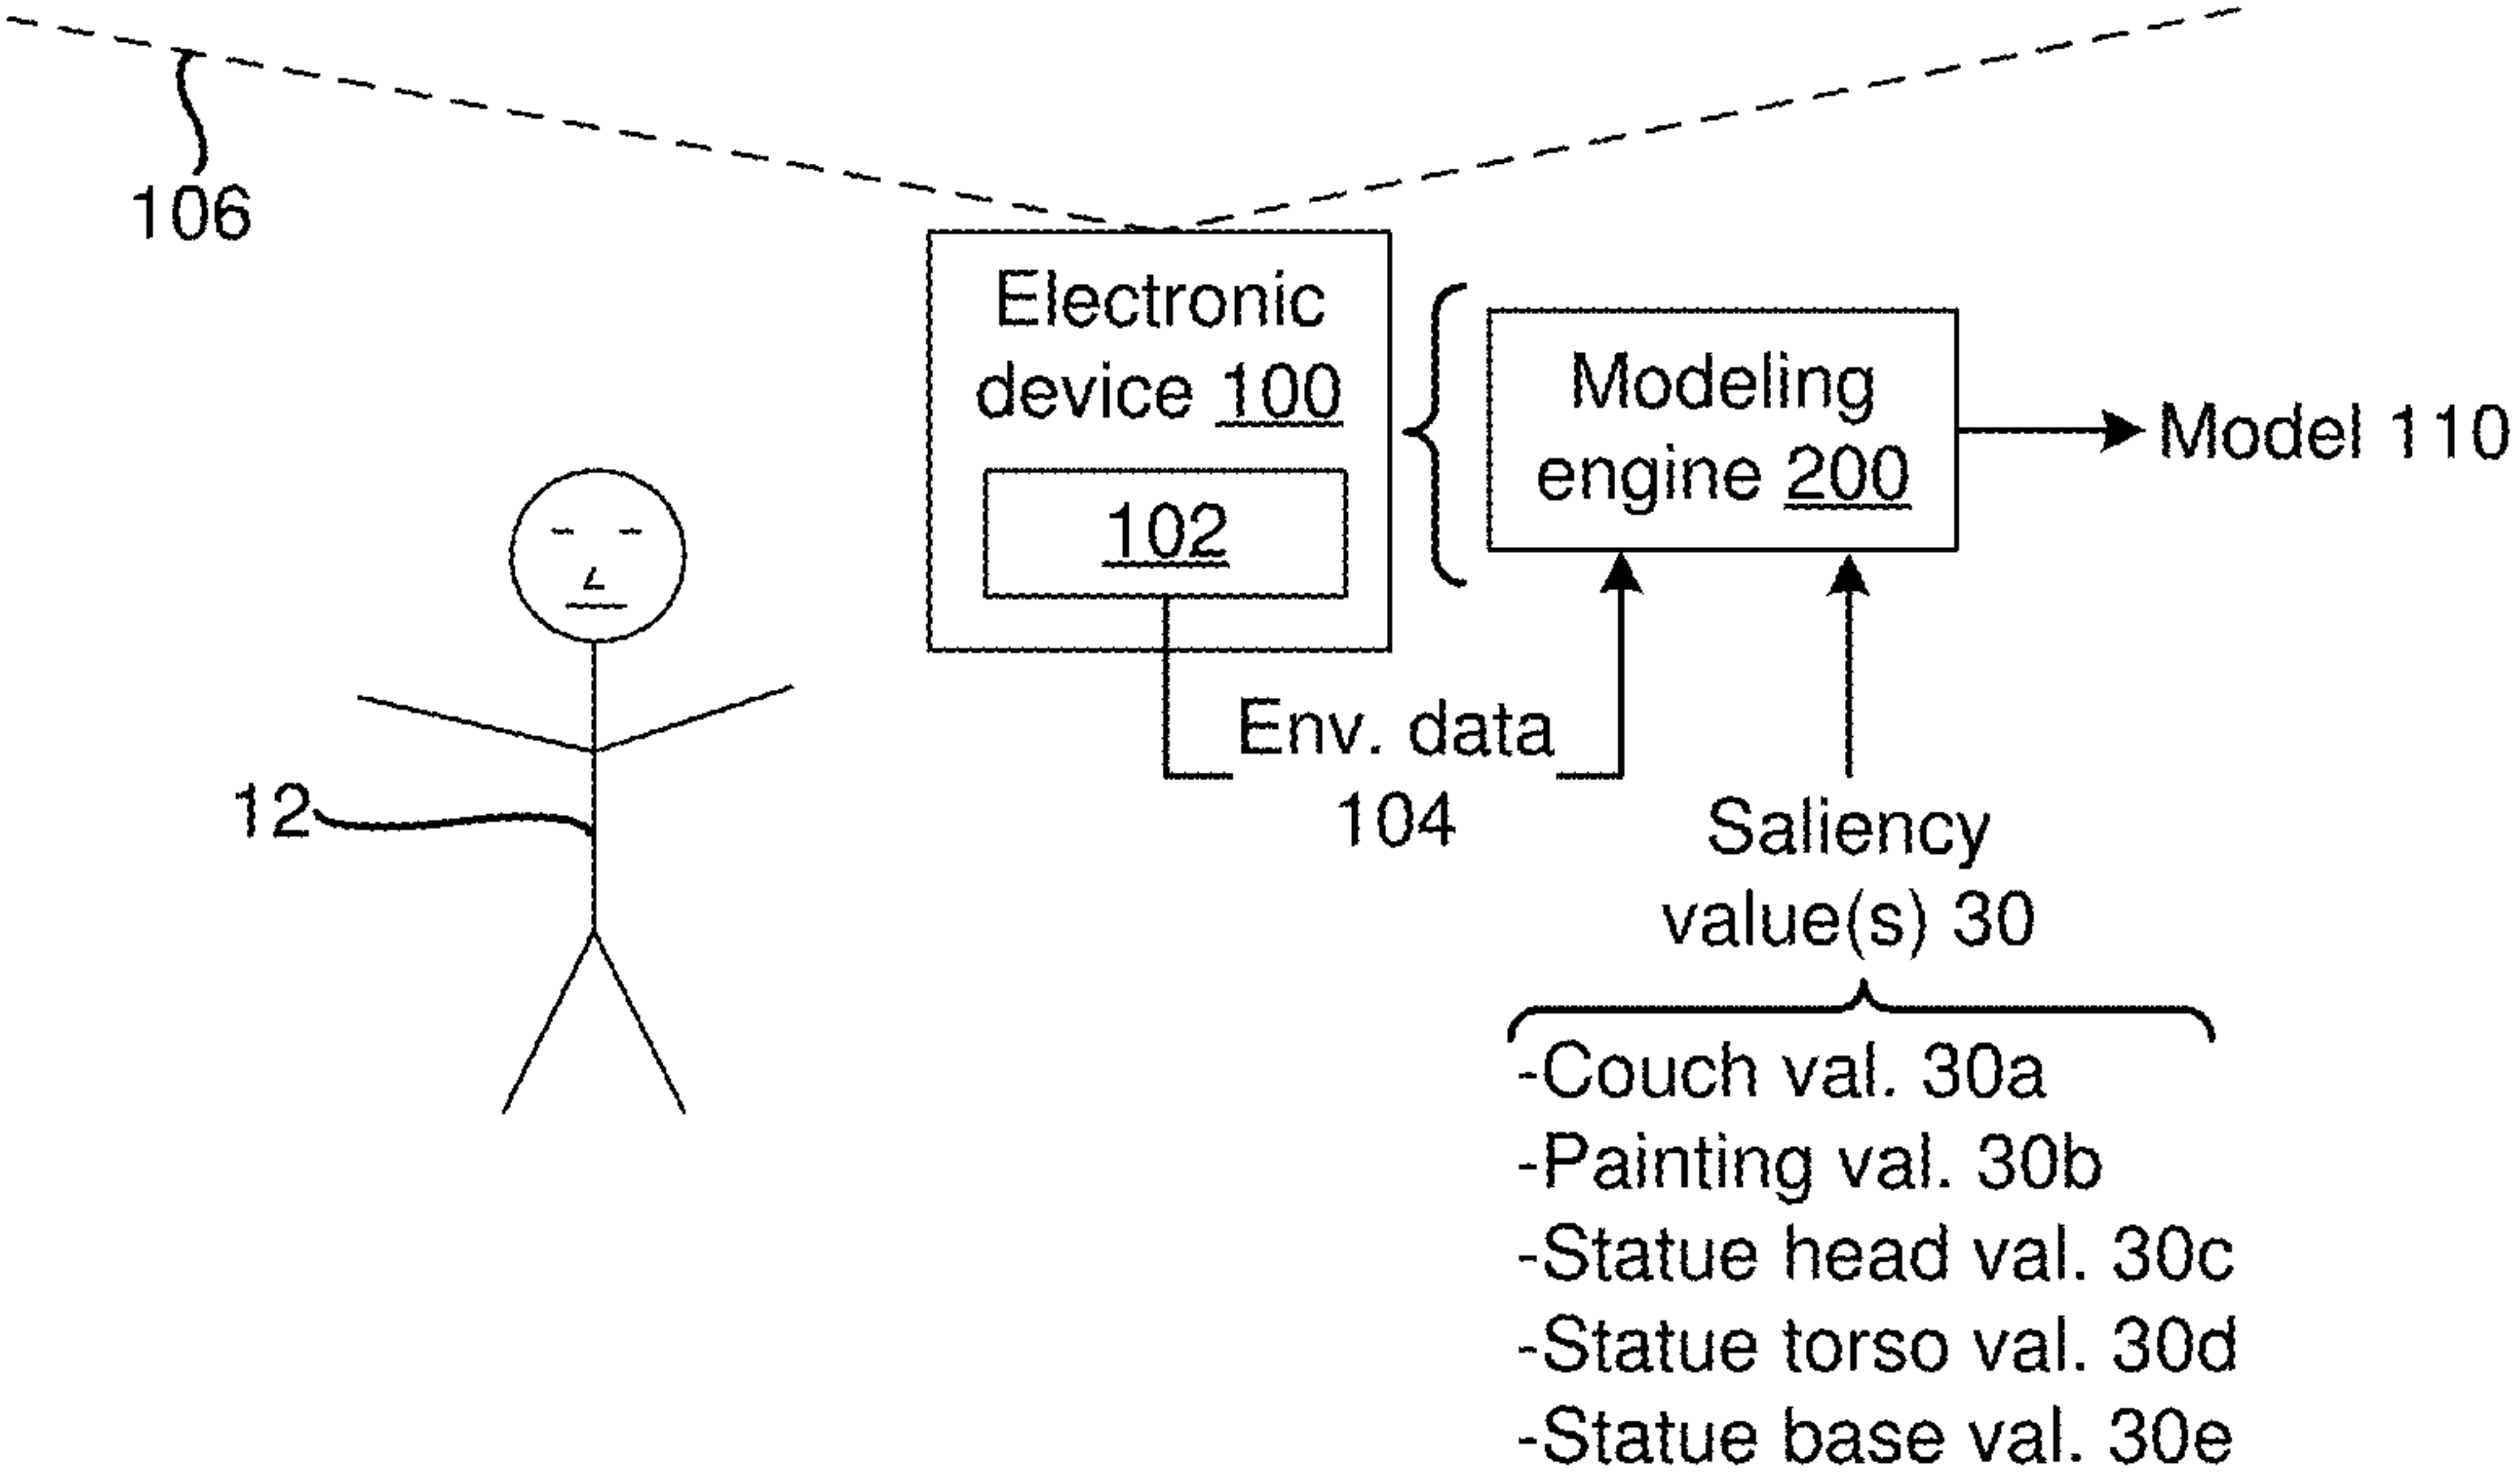 106
Electronic
device 100
102
Modeling
engine 200
Model 110
12
Env. data
104
Saliency
value(s) 30
-Couch val. 30a
-Painting val. 30b
-Statue head val. 30c
-Statue torso val. 30d
-Statue base val. 30e